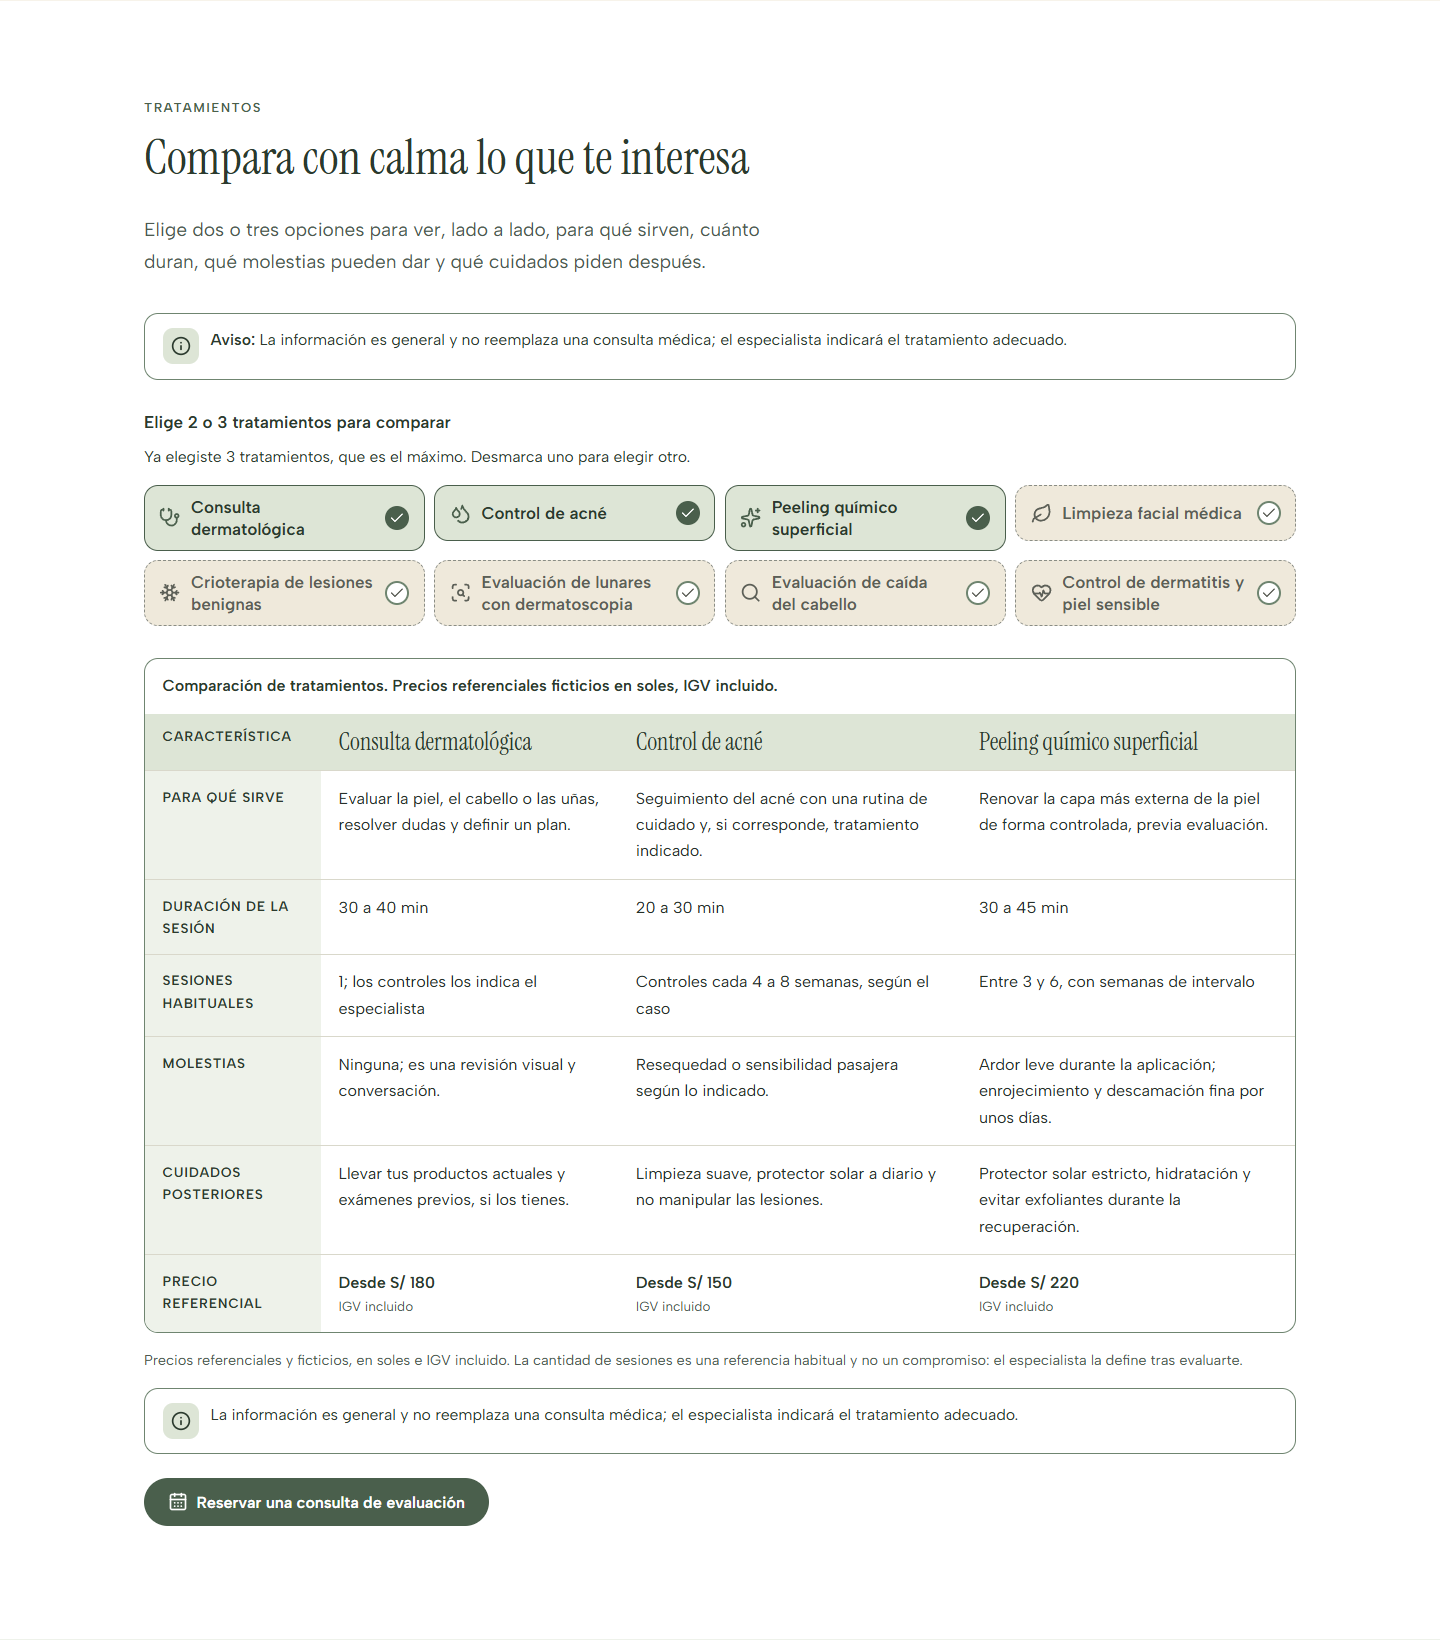 TRATAMIENTOS
Compara con calma lo que te interesa
Elige dos o tres opciones para ver, lado a lado, para qué sirven, cuánto
duran, qué molestias pueden dar y qué cuidados piden después.
Aviso: La información es general y no reemplaza una consulta médica; el especialista indicará el tratamiento adecuado.
Elige 2 o 3 tratamientos para comparar
Ya elegiste 3 tratamientos, que es el máximo. Desmarca uno para elegir otro.
Consulta
dermatológica
Control de acné
Peeling químico
superficial
Limpieza facial médica
Crioterapia de lesiones
benignas
Evaluación de lunares
con dermatoscopia
Evaluación de caída
del cabello
Control de dermatitis y
piel sensible
Comparación de tratamientos. Precios referenciales ficticios en soles, IGV incluido.
CARACTERÍSTICA
Consulta dermatológica
Control de acné
Peeling químico superficial
PARA QUÉ SIRVE
Evaluar la piel, el cabello o las uñas,
resolver dudas y definir un plan.
Seguimiento del acné con una rutina de
cuidado y, si corresponde, tratamiento
indicado.
Renovar la capa más externa de la piel
de forma controlada, previa evaluación.
DURACIÓN DE LA
SESIÓN
30 a 40 min
20 a 30 min
30 a 45 min
SESIONES
HABITUALES
1; los controles los indica el
especialista
Controles cada 4 a 8 semanas, según el
caso
Entre 3 y 6, con semanas de intervalo
MOLESTIAS
Ninguna; es una revisión visual y
conversación.
Resequedad o sensibilidad pasajera
según lo indicado.
Ardor leve durante la aplicación;
enrojecimiento y descamación fina por
unos días.
CUIDADOS
POSTERIORES
Llevar tus productos actuales y
exámenes previos, si los tienes.
Limpieza suave, protector solar a diario y
no manipular las lesiones.
Protector solar estricto, hidratación y
evitar exfoliantes durante la
recuperación.
PRECIO
REFERENCIAL
Desde S/ 180
IGV incluido
Desde S/ 150
IGV incluido
Desde S/ 220
IGV incluido
Precios referenciales y ficticios, en soles e IGV incluido. La cantidad de sesiones es una referencia habitual y no un compromiso: el especialista la define tras evaluarte.
La información es general y no reemplaza una consulta médica; el especialista indicará el tratamiento adecuado.
Reservar una consulta de evaluación